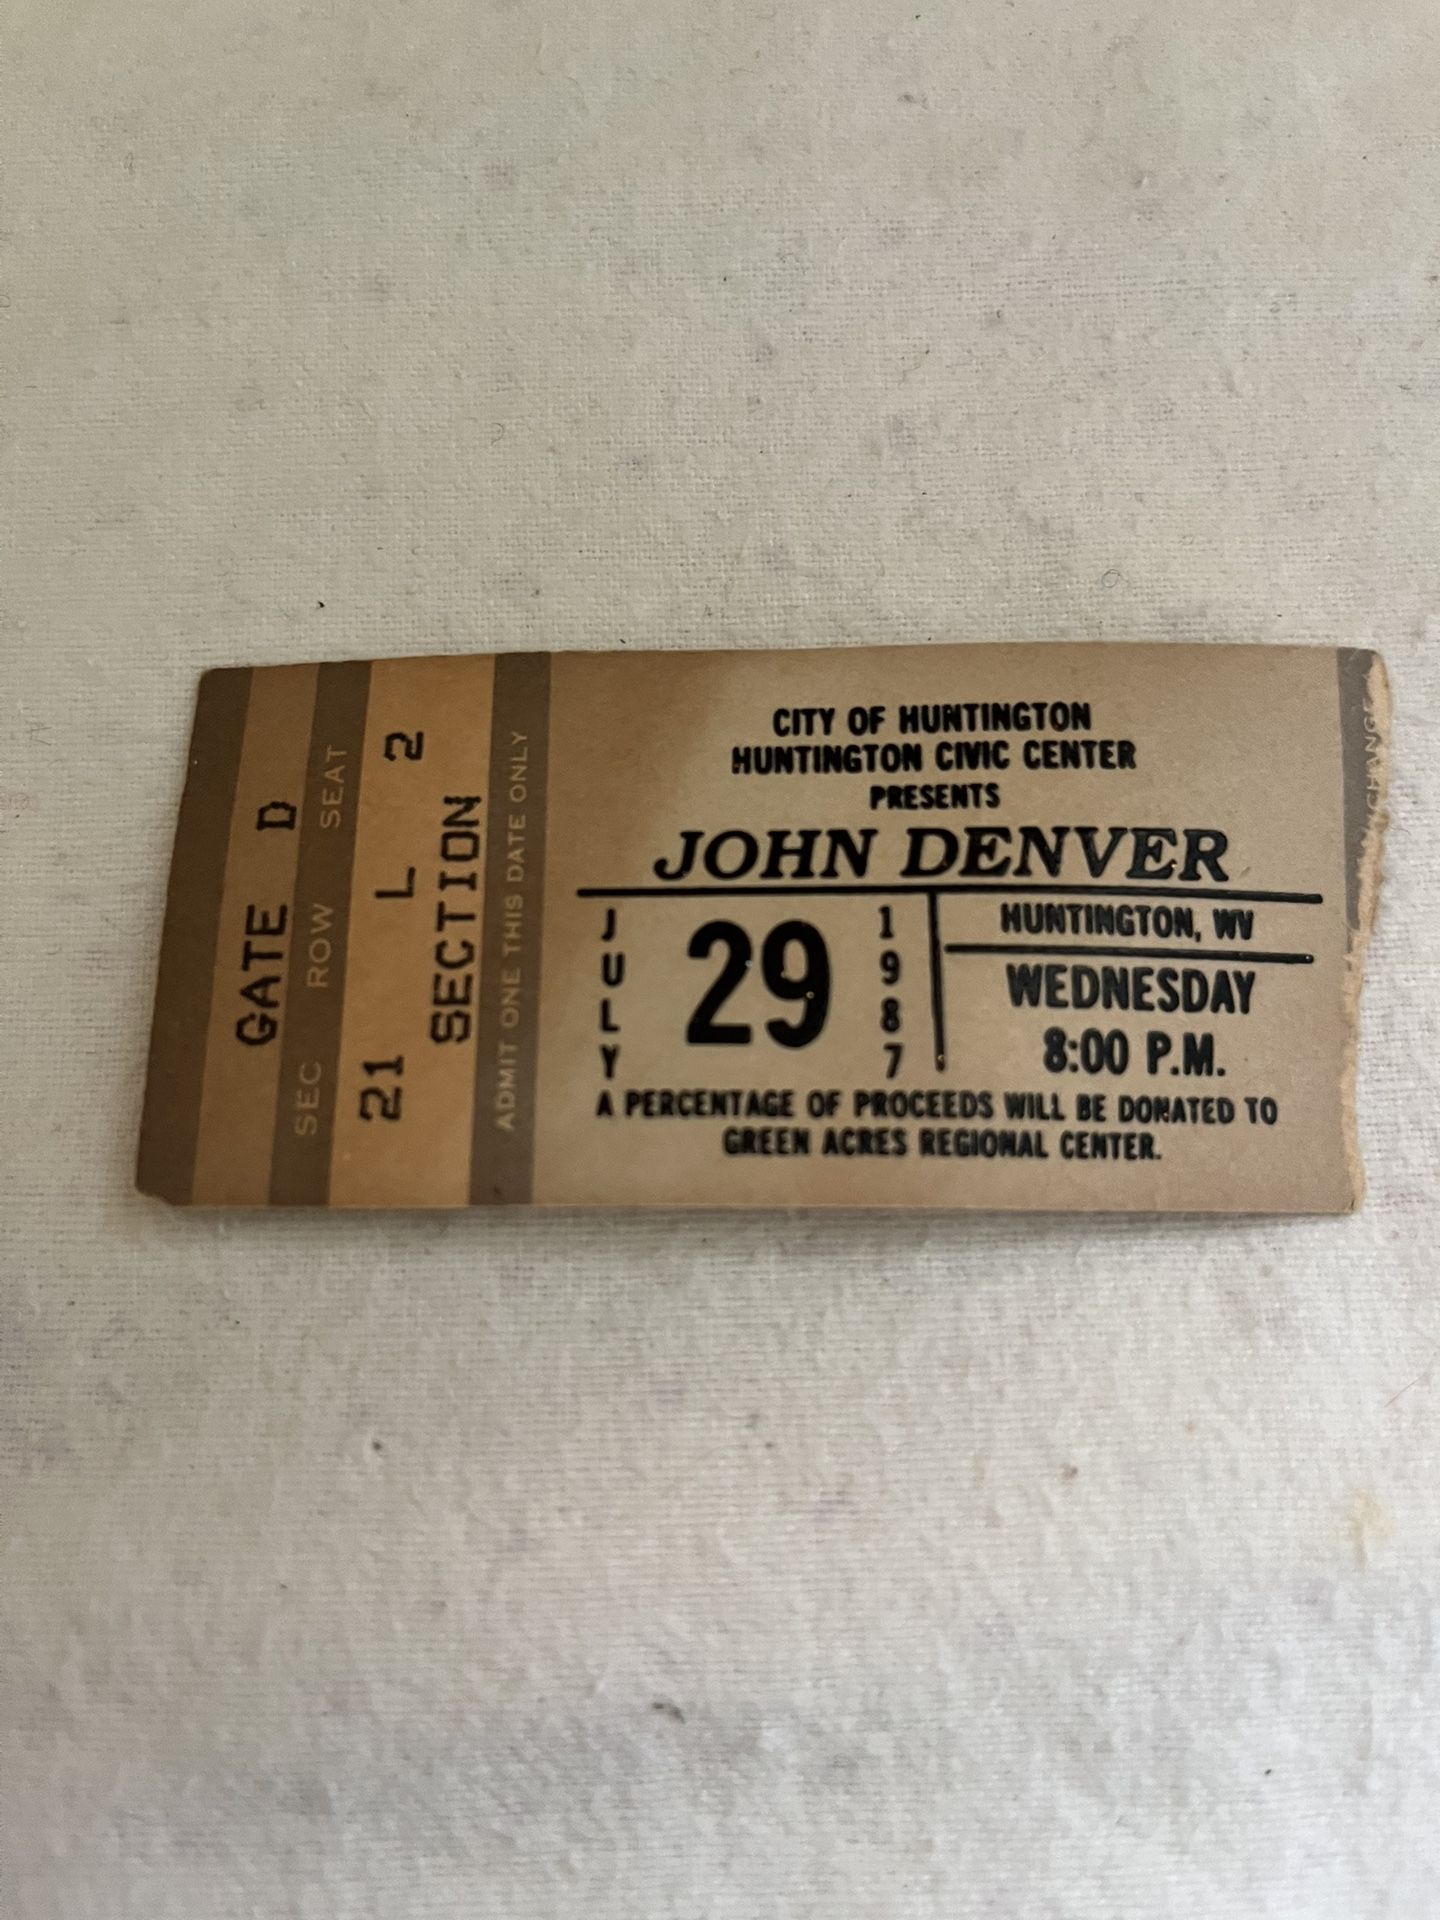 GATE D
SEC ROW SEAT
21 L 2
SECTION
ADMIT ONE THIS DATE ONLY
CITY OF HUNTINGTON
HUNTINGTON CIVIC CENTER
PRESENTS
JOHN DENVER
JULY
29
1987
HUNTINGTON, WV
WEDNESDAY
8:00 P.M.
A PERCENTAGE OF PROCEEDS WILL BE DONATED TO
GREEN ACRES REGIONAL CENTER.